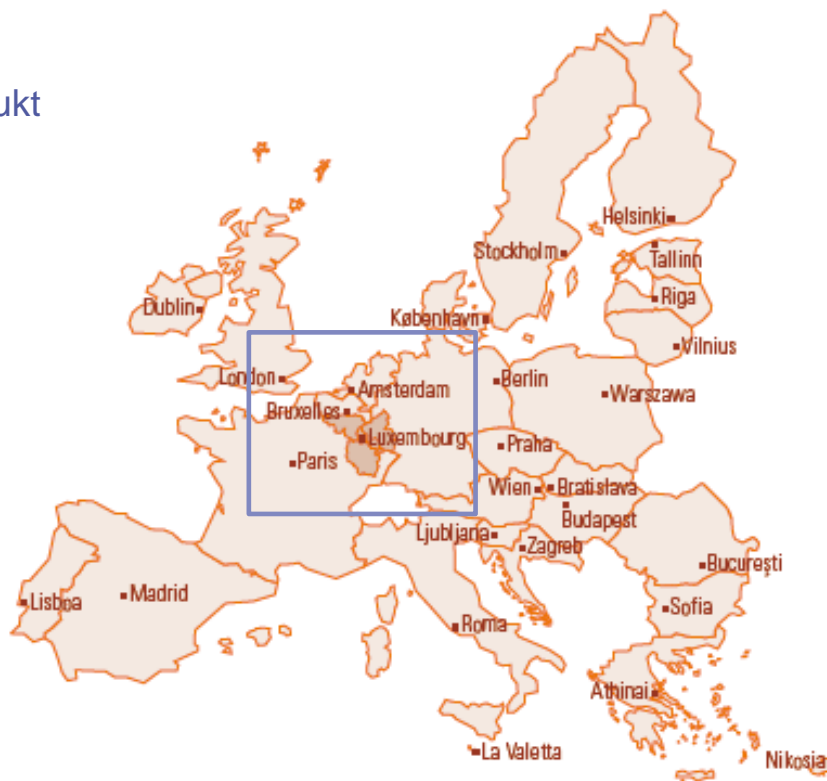 ukt
Helsinki
Stockholm
Tallinn
Riga
Dublin
København
Vilnius
London
Amsterdam
Berlin
Warszawa
Bruxelles
Luxembourg
Praha
Paris
Wien
Bratislava
Budapest
Ljubljana
Zagreb
Bucureşti
Lisboa
Madrid
Sofia
Roma
Athinai
La Valetta
Nikosia